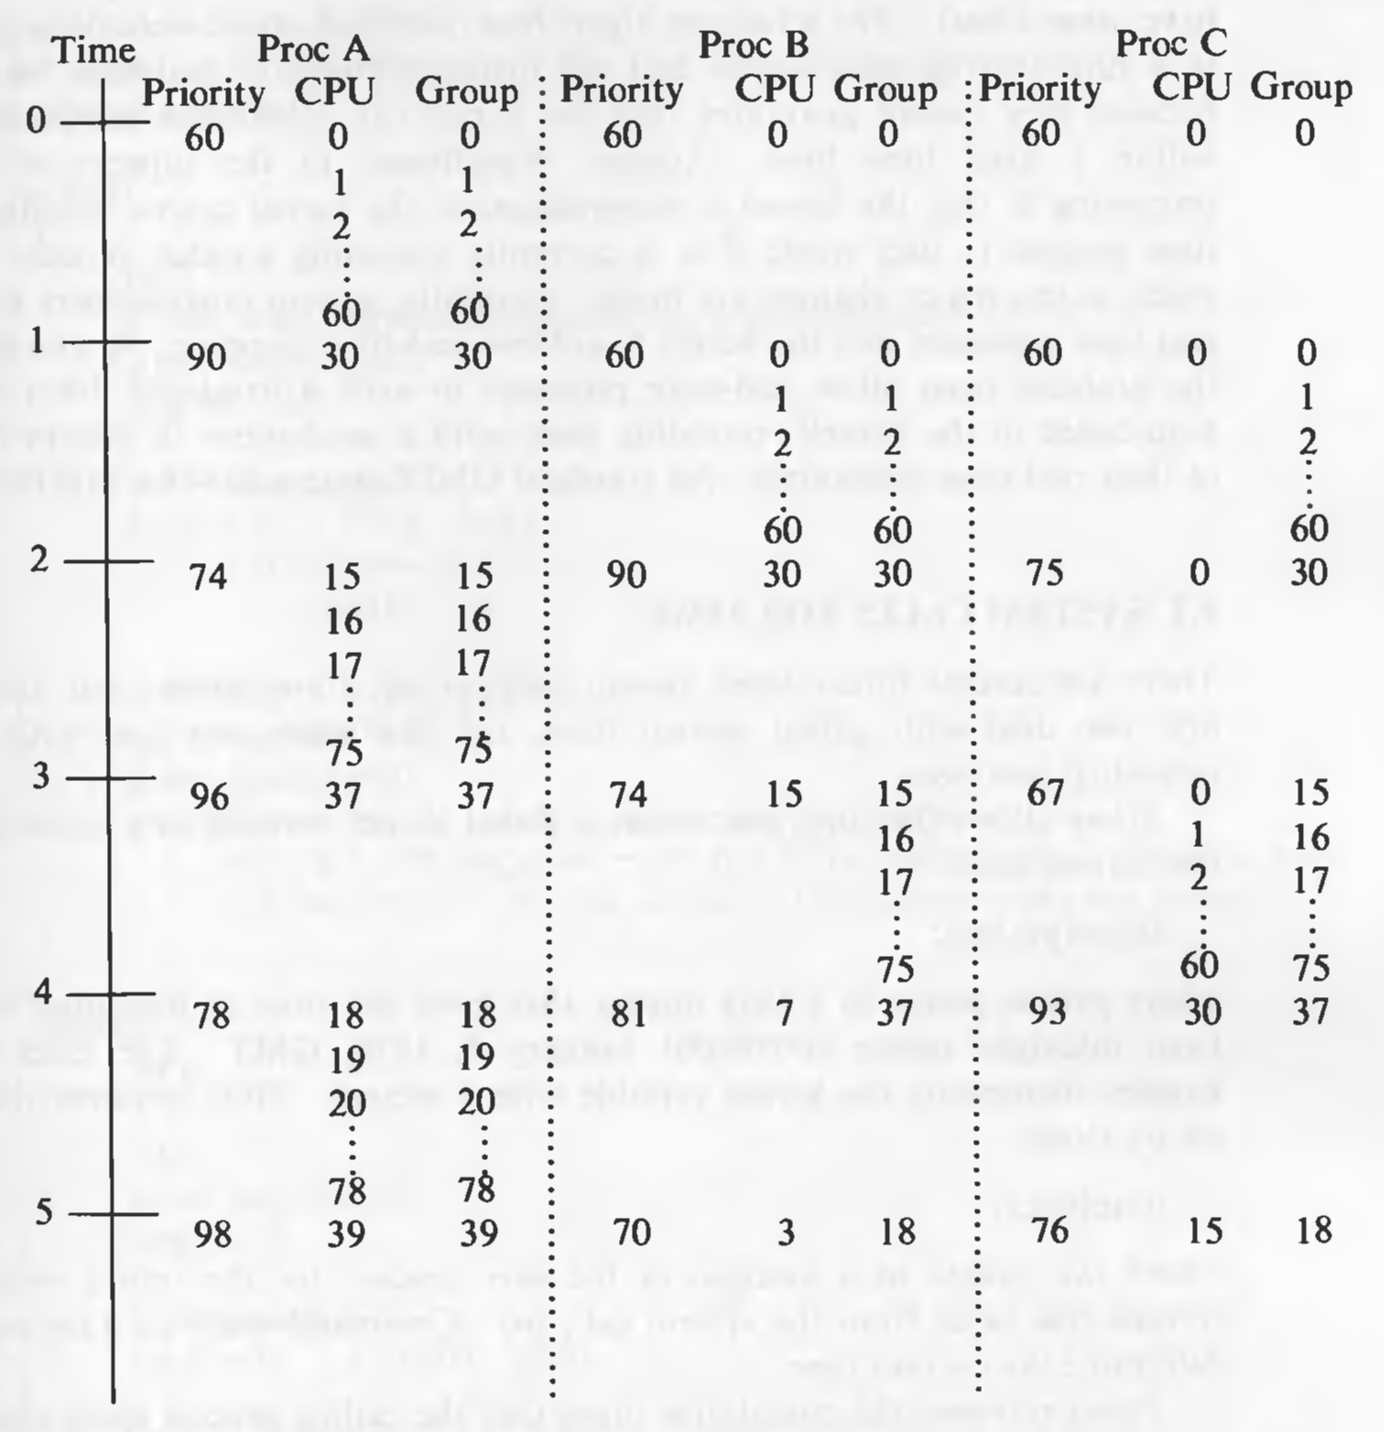 Time Proc A Proc B Proc C
Priority CPU Group Priority CPU Group Priority CPU Group
0 60 0 0 60 0 0 60 0 0
1 1
2 2
60 60
1 90 30 30 60 0 0 60 0 0
1 1 1
2 2 2
60 60 60
2 74 15 15 90 30 30 75 0 30
16 16
17 17
75 75
3 96 37 37 74 15 15 67 0 15
16 1 16
17 2 17
75 60 75
4 78 18 18 81 7 37 93 30 37
19 19
20 20
78 78
5 98 39 39 70 3 18 76 15 18